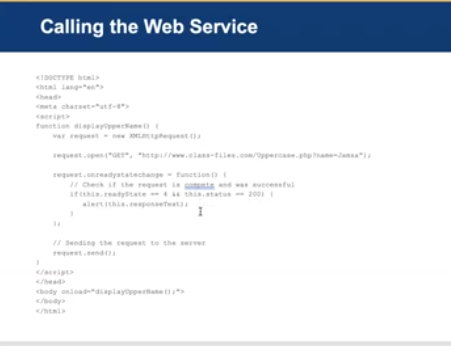 Calling the Web Service
<!DOCTYPE html>
<html lang="en">
<head>
<meta charset="utf-8">
<script>
function displayUpperName() {
var request = new XMLHttpRequest();
request.open("GET", "http://www.class-files.com/Uppercase.php?name=Jamsa");
request.onreadystatechange = function() {
// Check if the request is compete and was successful
if(this.readyState == 4 && this.status == 200) {
alert(this.responseText);
}
};
// Sending the request to the server
request.send();
}
</script>
</head>
<body onload="displayUpperName();">
</body>
</html>